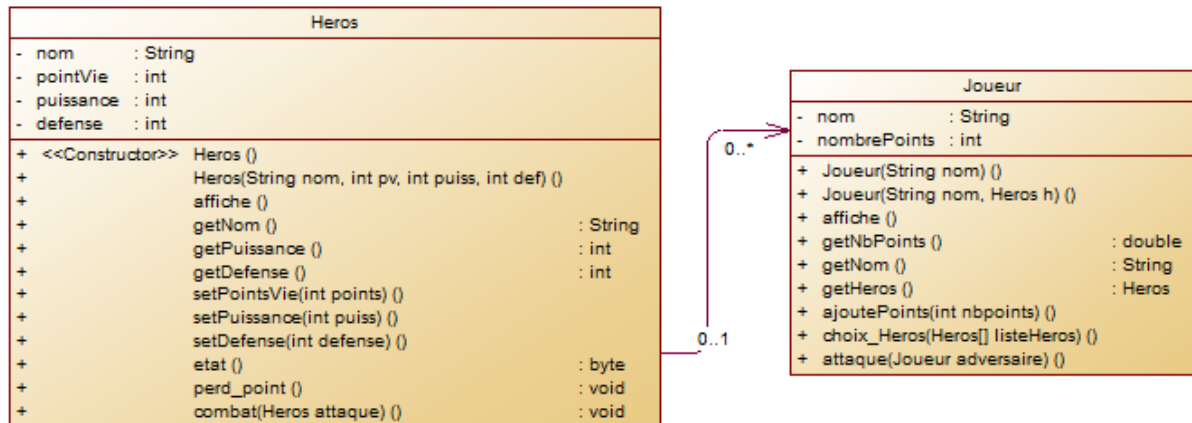 Heros
- nom : String
- pointVie : int
- puissance : int
- defense : int
+ <<Constructor>> Heros ()
+ Heros(String nom, int pv, int puiss, int def) ()
+ affiche ()
+ getNom () : String
+ getPuissance () : int
+ getDefense () : int
+ setPointsVie(int points) ()
+ setPuissance(int puiss) ()
+ setDefense(int defense) ()
+ etat () : byte
+ perd_point () : void
+ combat(Heros attaque) () : void
0..1
0..*
Joueur
- nom : String
- nombrePoints : int
+ Joueur(String nom) ()
+ Joueur(String nom, Heros h) ()
+ affiche ()
+ getNbPoints () : double
+ getNom () : String
+ getHeros () : Heros
+ ajoutePoints(int nbpoints) ()
+ choix_Heros(Heros[] listeHeros) ()
+ attaque(Joueur adversaire) ()